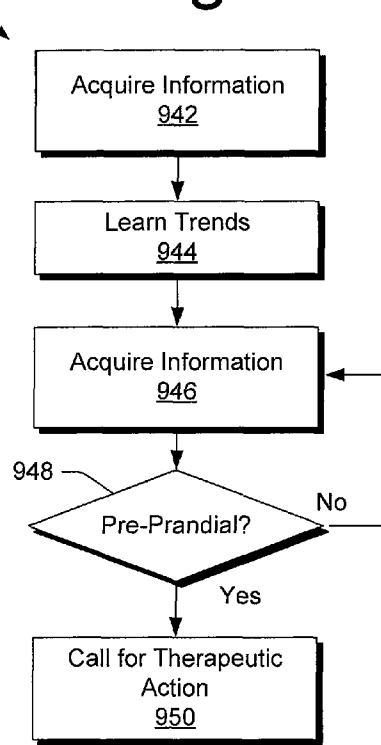 Acquire Information
942
Learn Trends
944
Acquire Information
946
948
Pre-Prandial?
No
Yes
Call for Therapeutic
Action
950